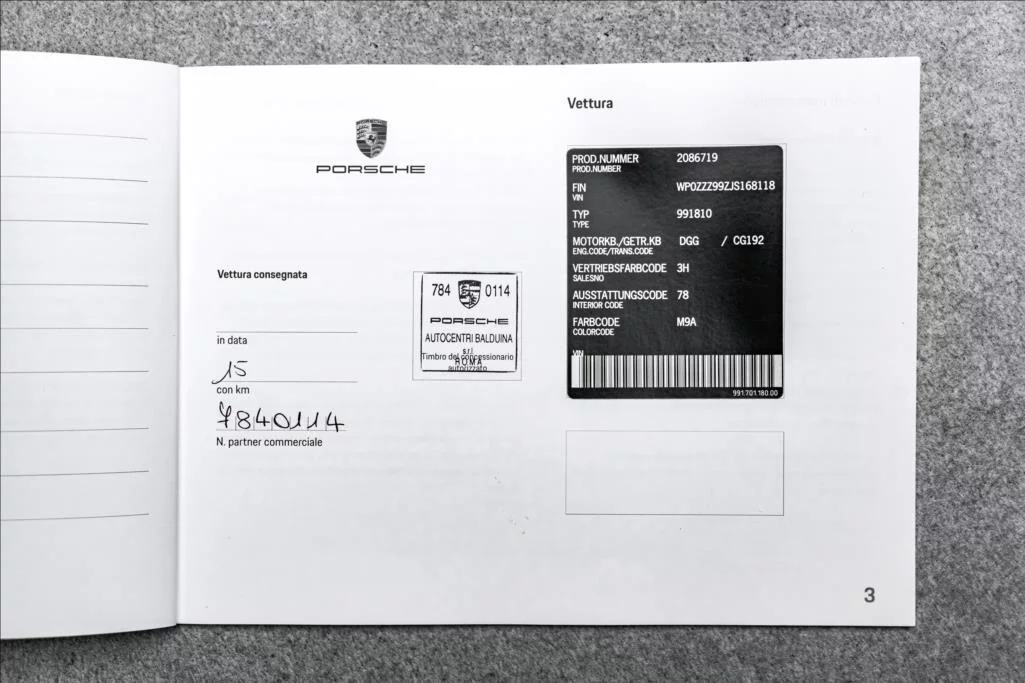 PORSCHE
Vettura consegnata
in data
15
con km
7840114
N. partner commerciale
784 0114
PORSCHE
AUTOCENTRI BALDUINA
s.r.l.
Timbro del concessionario
ROMA
autorizzato
Vettura
PROD.NUMMER 2086719
PROD.NUMBER
FIN WP0ZZZ99ZJS168118
VIN
TYP 991810
TYPE
MOTORKB./GETR.KB DGG / CG192
ENG.CODE/TRANS.CODE
VERTRIEBSFARBCODE 3H
SALESNO
AUSSTATTUNGSCODE 78
INTERIOR CODE
FARBCODE M9A
COLORCODE
VIN
991.701.180.00
3